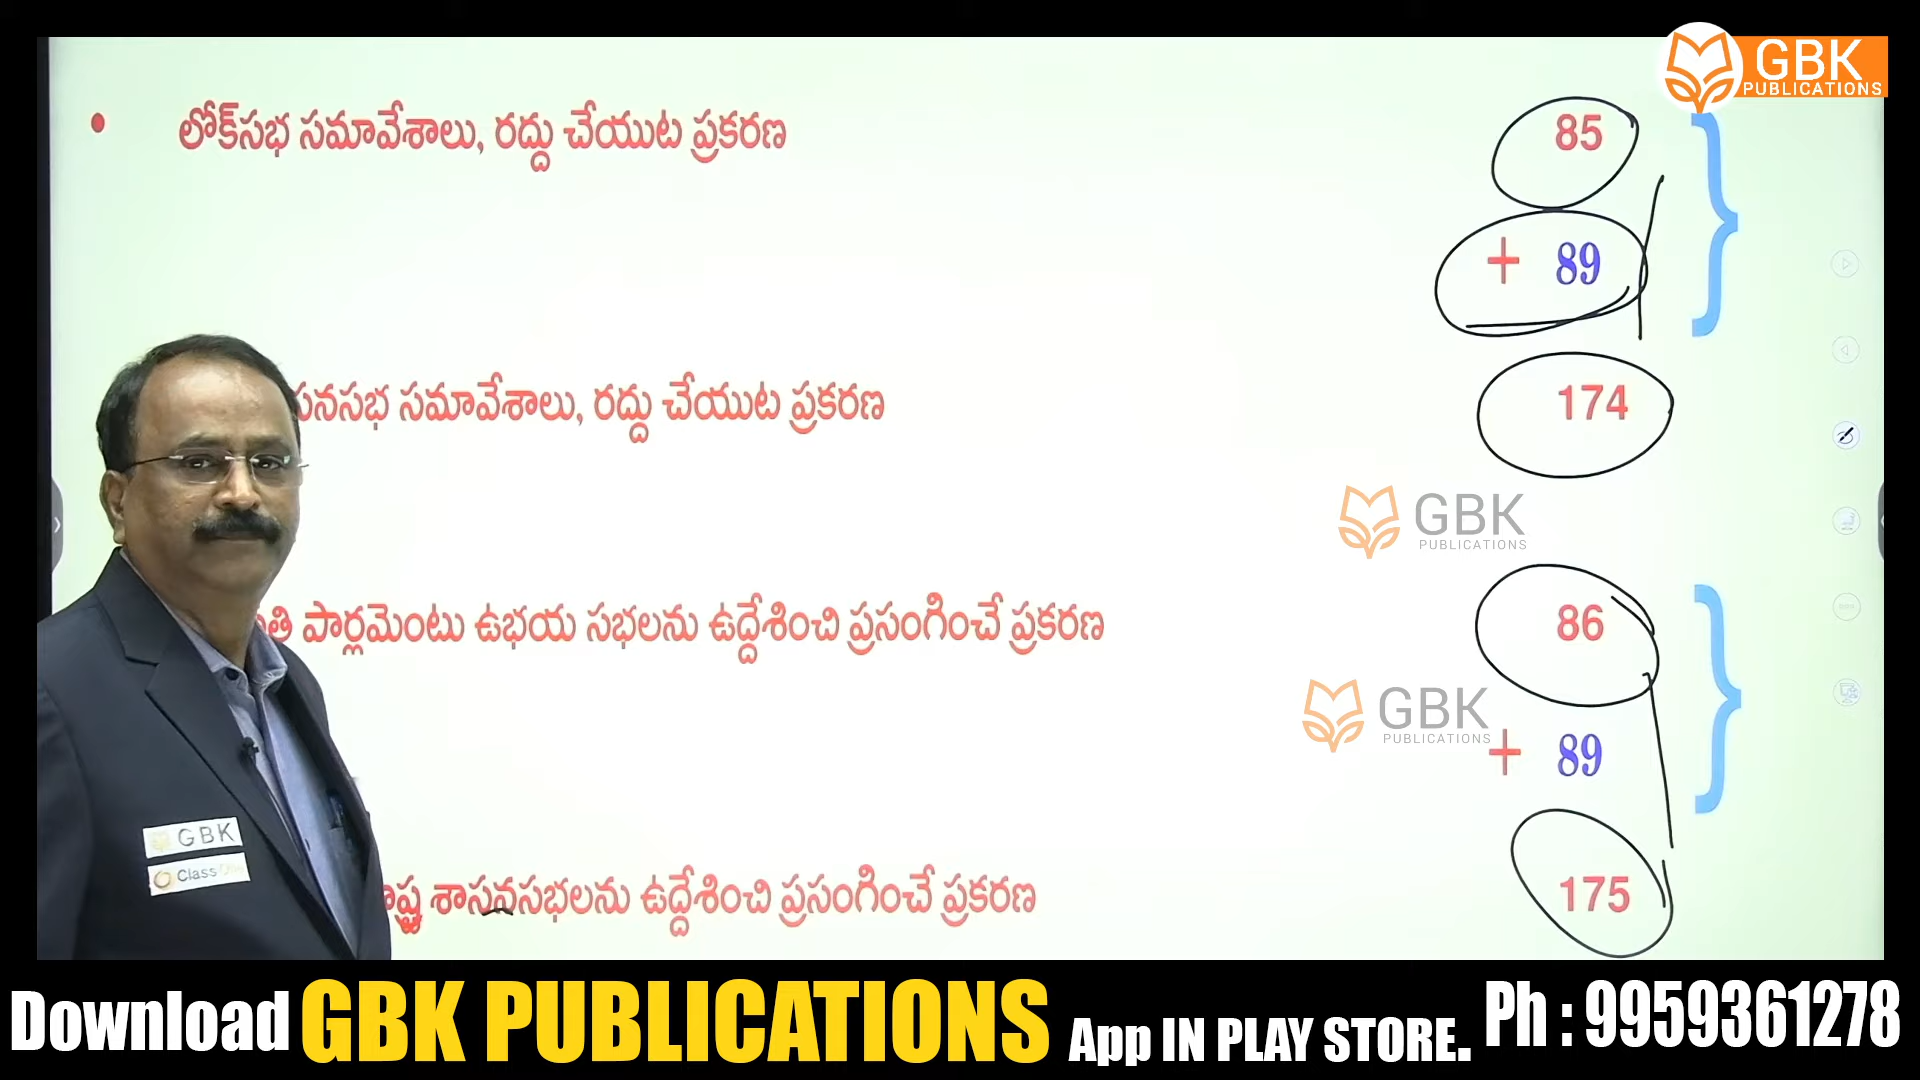 GBK
PUBLICATIONS
• లోక్‌సభ సమావేశాలు, రద్దు చేయుట ప్రకరణ 85
+ 89
సనసభ సమావేశాలు, రద్దు చేయుట ప్రకరణ 174
GBK
PUBLICATIONS
తి పార్లమెంటు ఉభయ సభలను ఉద్దేశించి ప్రసంగించే ప్రకరణ 86
GBK
PUBLICATIONS
+ 89
GBK
Class
శాసనసభలను ఉద్దేశించి ప్రసంగించే ప్రకరణ 175
Download GBK PUBLICATIONS App IN PLAY STORE. Ph : 9959361278